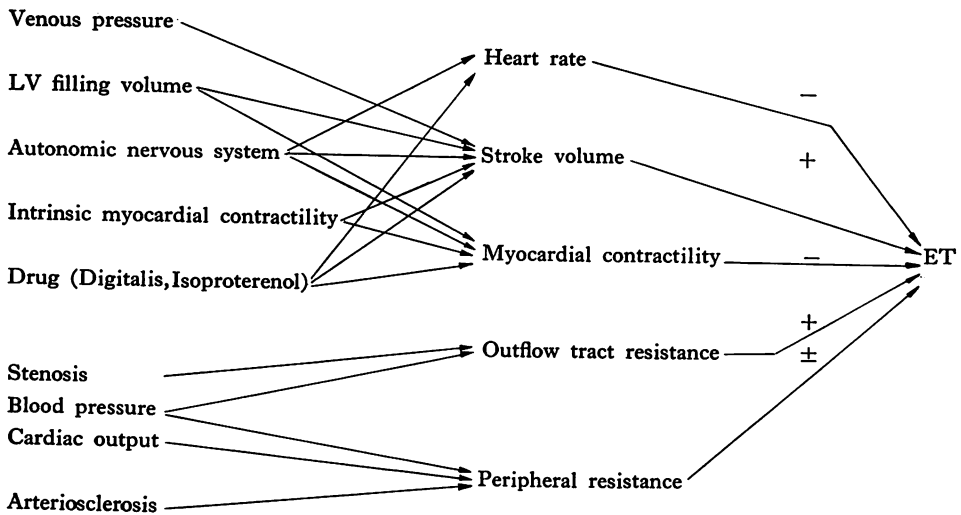 Venous pressure
LV filling volume
Autonomic nervous system
Intrinsic myocardial contractility
Drug (Digitalis,Isoproterenol)
Stenosis
Blood pressure
Cardiac output
Arteriosclerosis
Heart rate
Stroke volume
Myocardial contractility
Outflow tract resistance
Peripheral resistance
−
+
−
+
±
ET